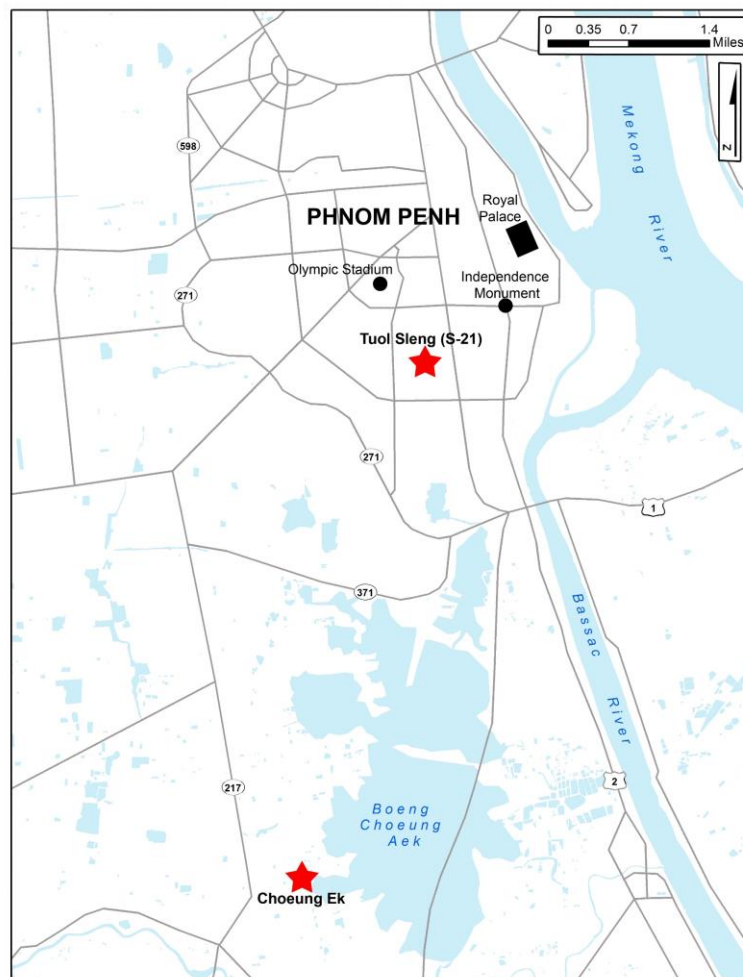 0 0.35 0.7 1.4
Miles
N
Mekong
River
598
PHNOM PENH
Royal
Palace
Olympic Stadium
Independence
Monument
271
Tuol Sleng (S-21)
271
1
371
Bassac
River
2
217
Boeng
Choeung
Aek
Choeung Ek